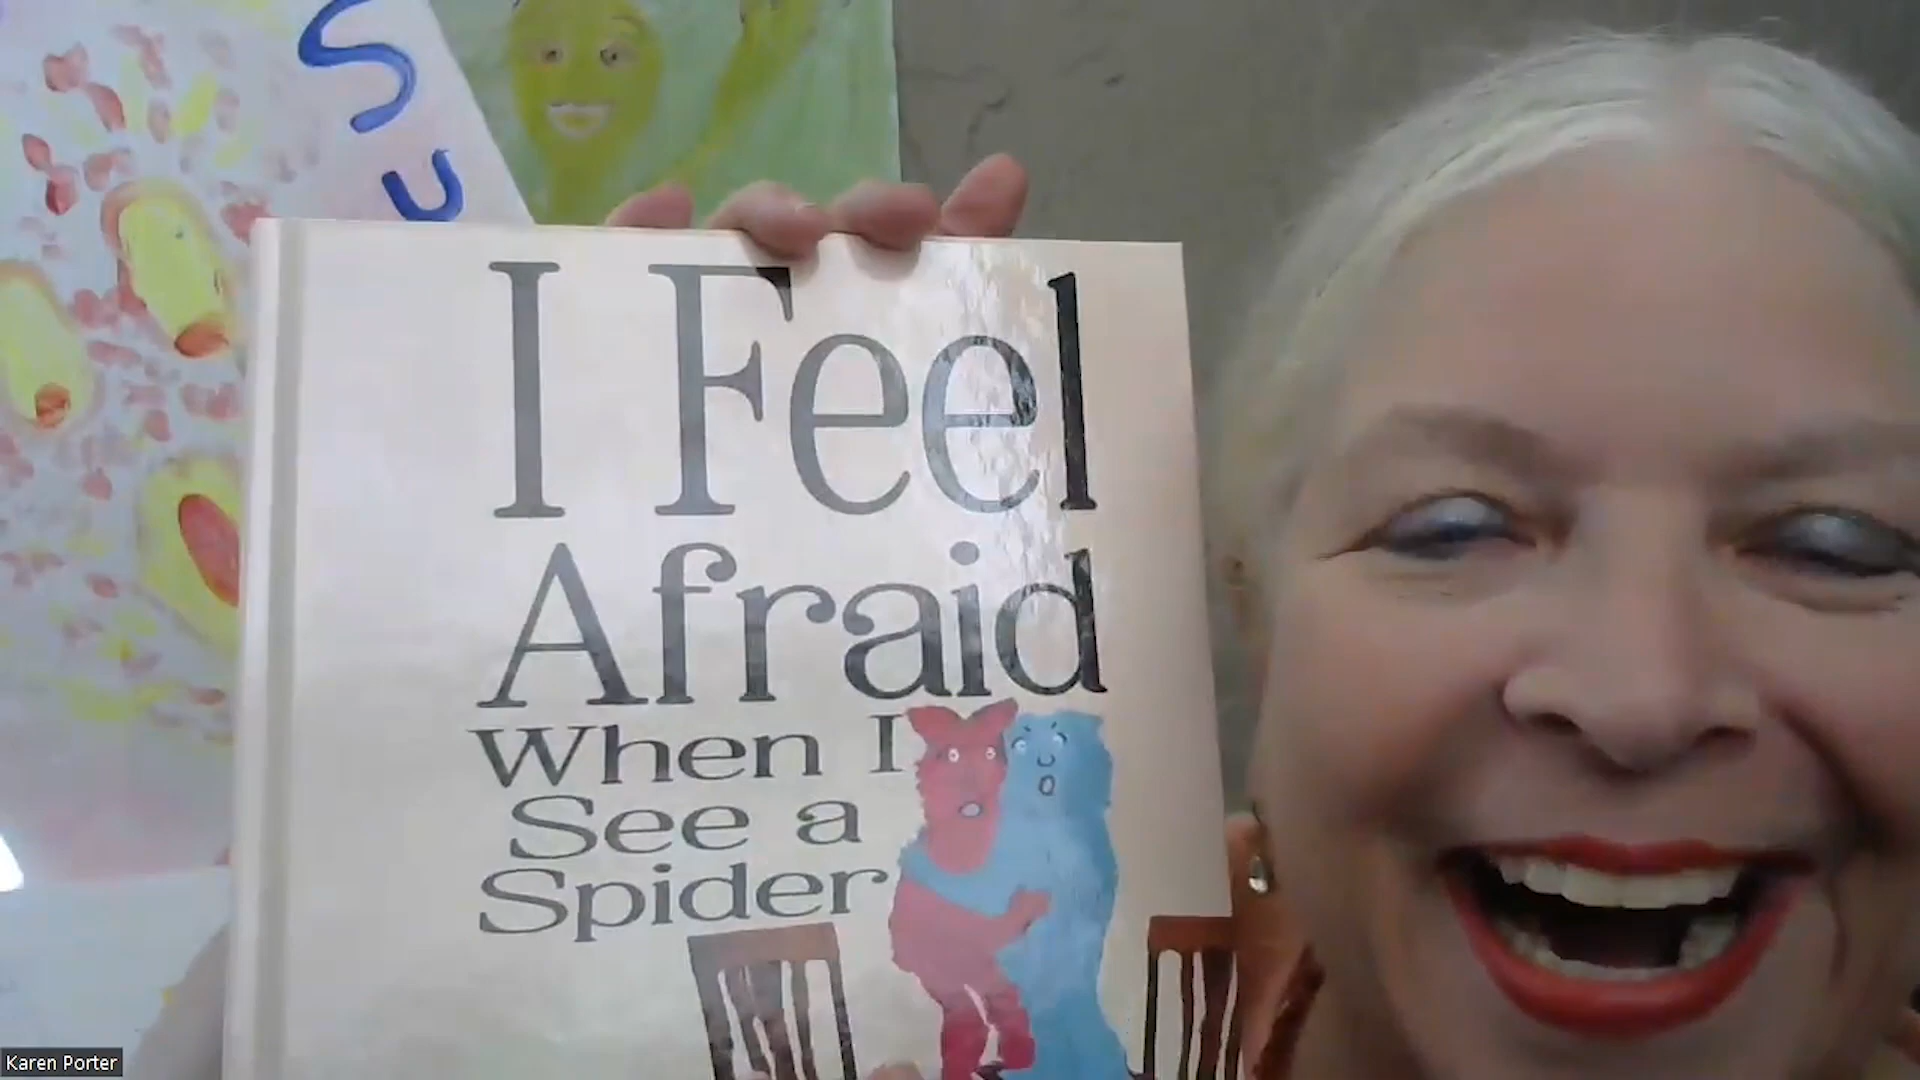 S
U
I Feel
Afraid
When I
See a
Spider
Karen Porter